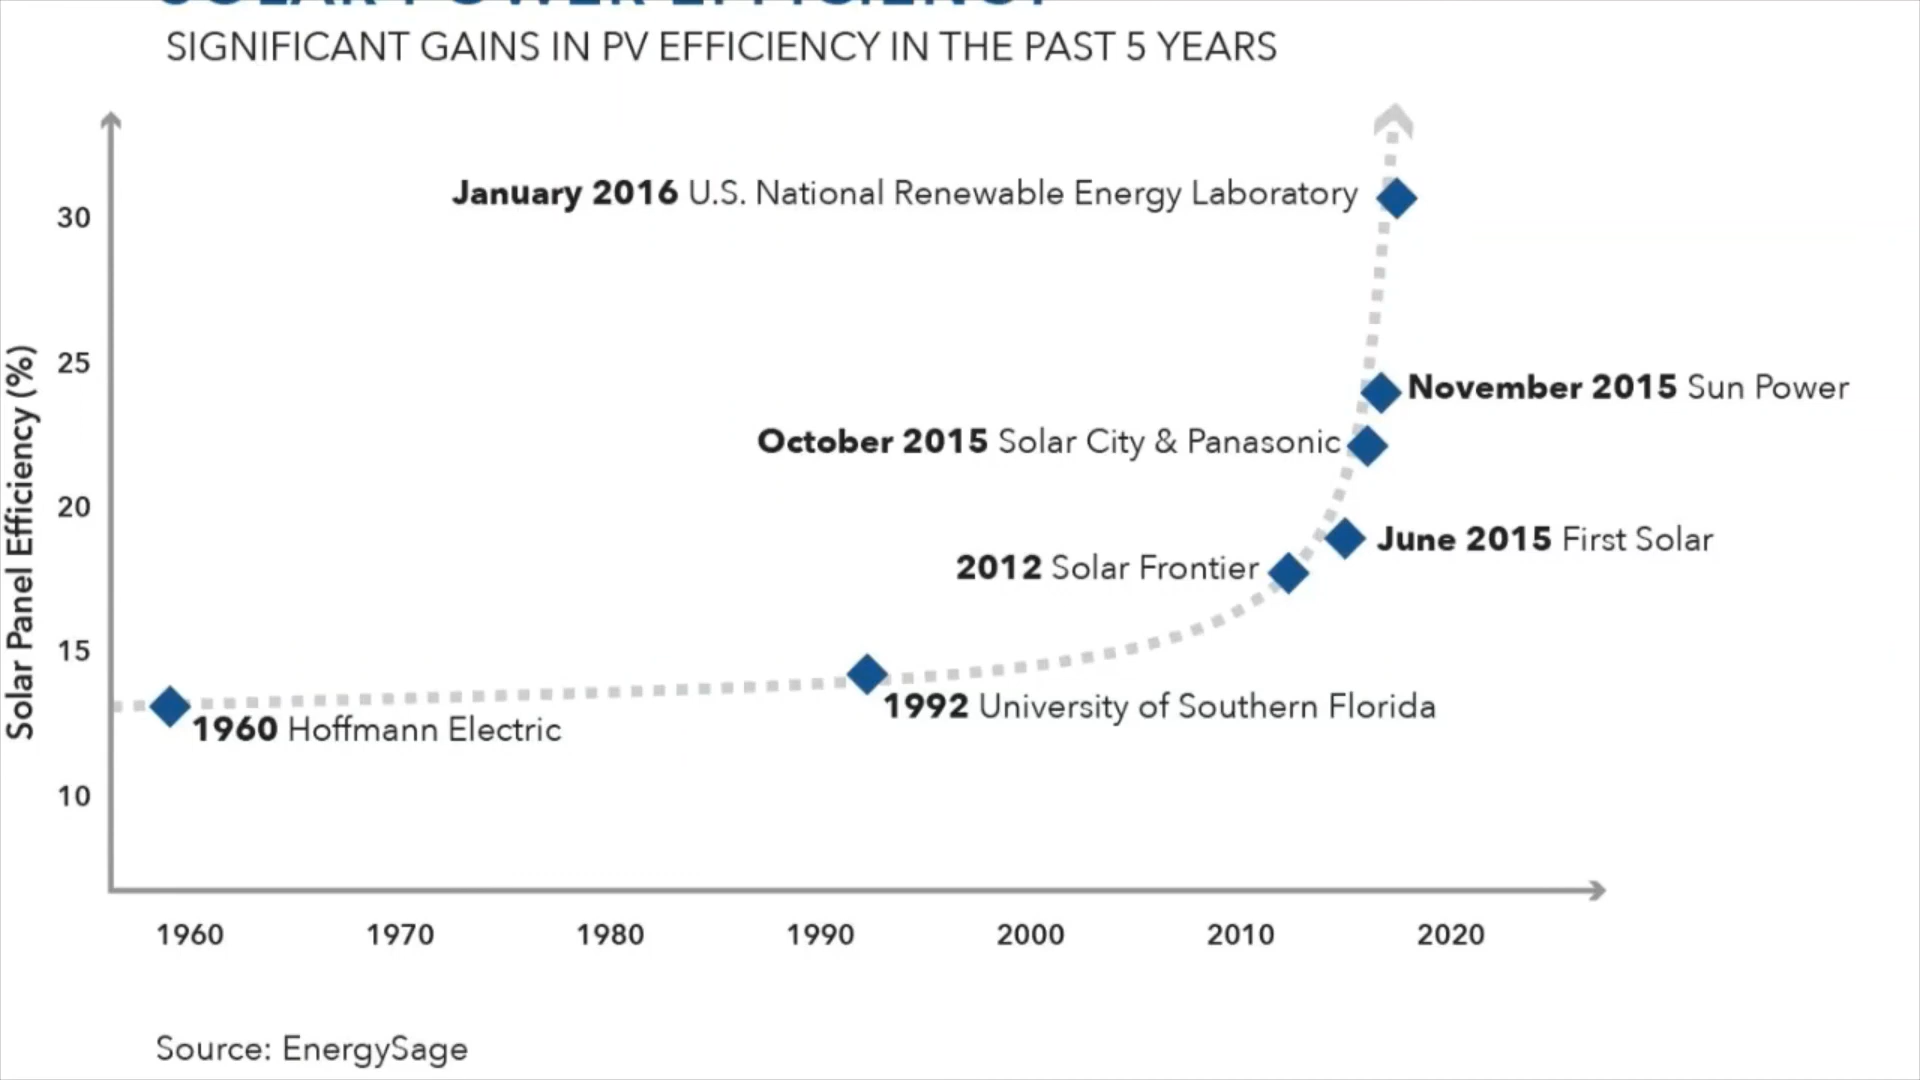 SOLAR POWER EFFICIENCY
SIGNIFICANT GAINS IN PV EFFICIENCY IN THE PAST 5 YEARS
January 2016 U.S. National Renewable Energy Laboratory
30
25
November 2015 Sun Power
October 2015 Solar City & Panasonic
20
June 2015 First Solar
2012 Solar Frontier
Solar Panel Efficiency (%)
15
1992 University of Southern Florida
1960 Hoffmann Electric
10
1960 1970 1980 1990 2000 2010 2020
Source: EnergySage